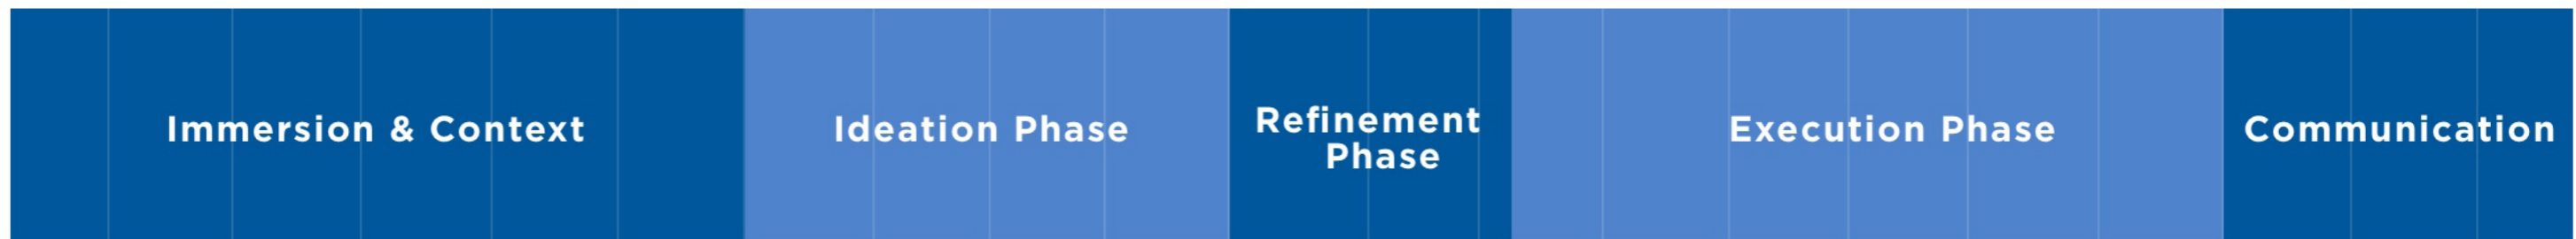 Immersion & Context
Ideation Phase
Refinement
Phase
Execution Phase
Communication